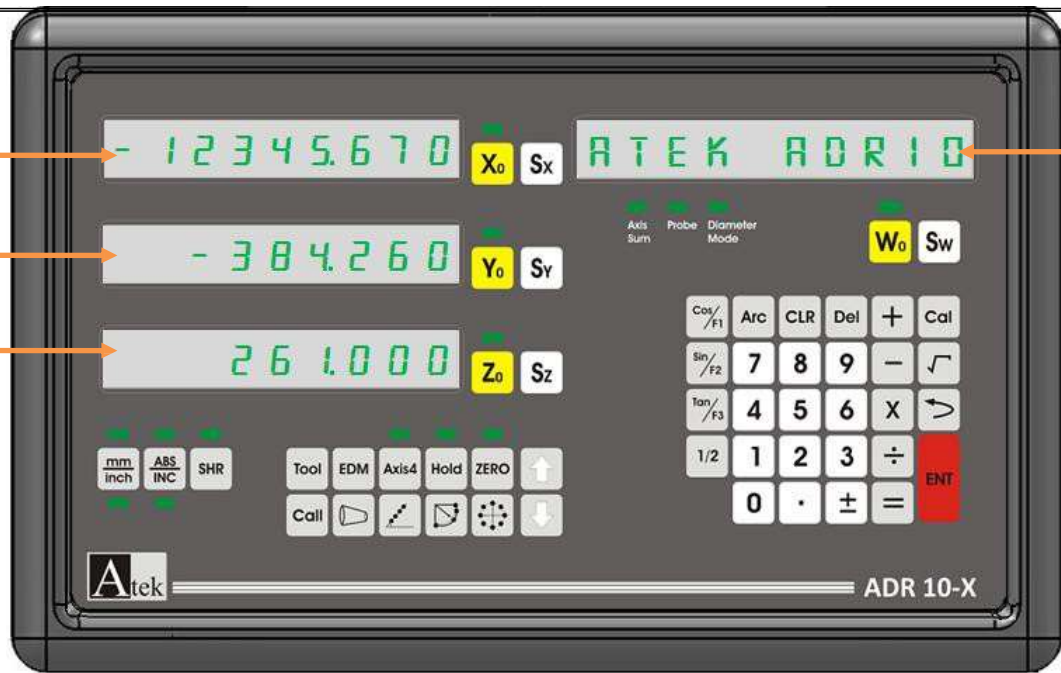 - 12345.670
X₀ Sx
ATEK ADR10
Axis Sum
Probe
Diameter Mode
W₀ Sw
- 384.260
Y₀ SY
261.000
Z₀ Sz
Cos/F1 Arc CLR Del + Cal
Sin/F2 7 8 9 - √
Tan/F3 4 5 6 X
1/2 1 2 3 ÷ ENT
0 . ± =
mm/inch ABS/INC SHR
Tool EDM Axis4 Hold ZERO
Call
Atek
ADR 10-X